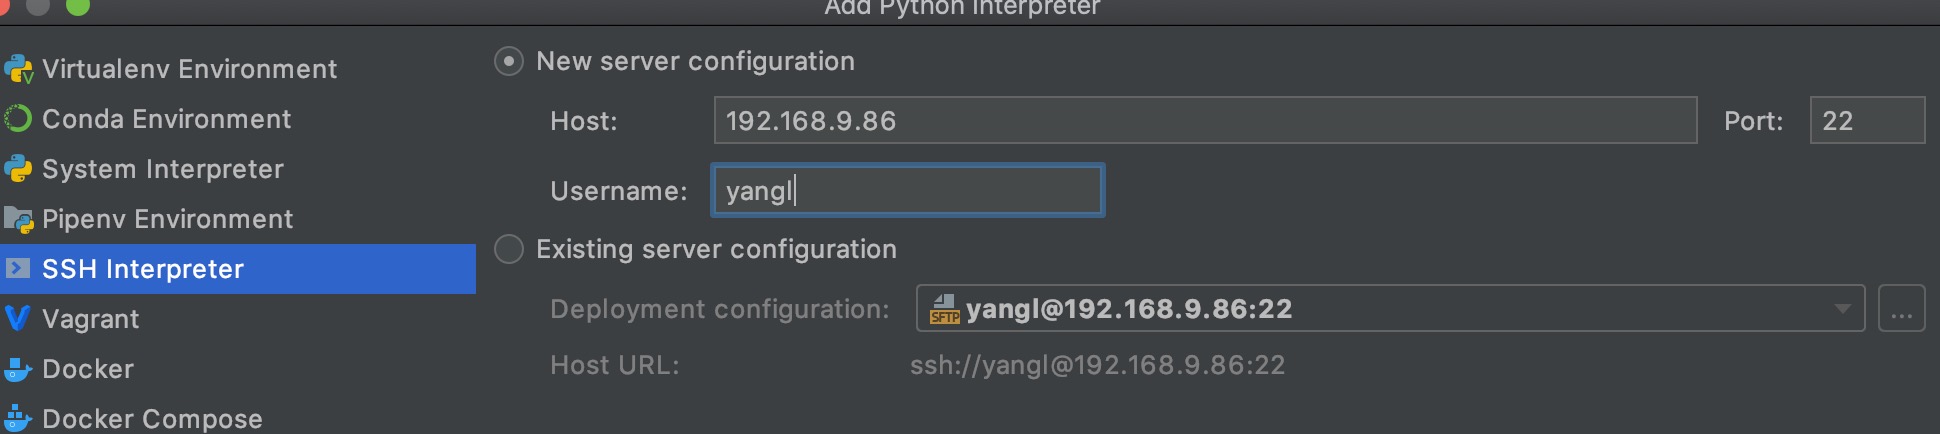 Add Python Interpreter
Virtualenv Environment
Conda Environment
System Interpreter
Pipenv Environment
SSH Interpreter
Vagrant
Docker
Docker Compose
New server configuration
Host: 192.168.9.86 Port: 22
Username: yangl
Existing server configuration
Deployment configuration: SFTP yangl@192.168.9.86:22 ...
Host URL: ssh://yangl@192.168.9.86:22